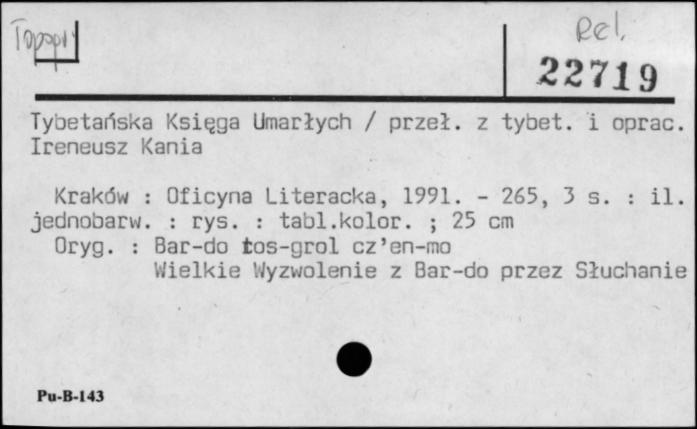 Rel.
22719
Tybetańska Księga Umarłych / przeł. z tybet. i oprac.
Ireneusz Kania
Kraków : Oficyna Literacka, 1991. - 265, 3 s. : il.
jednobarw. : rys. : tabl.kolor. ; 25 cm
Oryg. : Bar-do tos-grol cz'en-mo
Wielkie Wyzwolenie z Bar-do przez Słuchanie
Pu-B-143